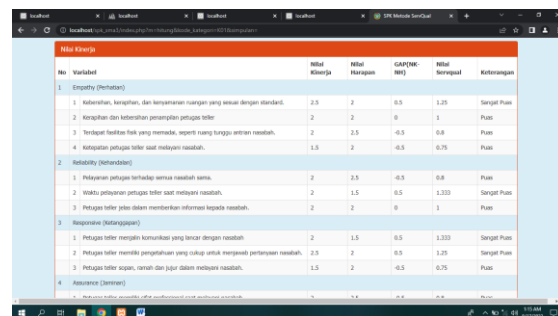 localhost
localhost
localhost
localhost
SPK Metode ServQual
Nilai Kinerja
No Variabel Nilai Kinerja Nilai Harapan GAP(NK-NH) Nilai Servqual Keterangan
1 Empathy (Perhatian)
1 Kebersihan, kerapihan, dan kenyamanan ruangan yang sesuai dengan standard. 2.5 2 0.5 1.25 Sangat Puas
2 Kerapihan dan kebersihan penampilan petugas teller 2 2 0 1 Puas
3 Terdapat fasilitas fisik yang memadai, seperti ruang tunggu antrian nasabah. 2 2.5 -0.5 0.8 Puas
4 Ketepatan petugas teller saat melayani nasabah. 1.5 2 -0.5 0.75 Puas
2 Reliability (Kehandalan)
1 Pelayanan petugas terhadap semua nasabah sama. 2 2.5 -0.5 0.8 Puas
2 Waktu pelayanan petugas teller saat melayani nasabah. 2 1.5 0.5 1.333 Sangat Puas
3 Petugas teller jelas dalam memberikan informasi kepada nasabah. 2 2 0 1 Puas
3 Responsive (Ketanggapan)
1 Petugas teller menjalin komunikasi yang lancar dengan nasabah 2 1.5 0.5 1.333 Sangat Puas
2 Petugas teller memiliki pengetahuan yang cukup untuk menjawab pertanyaan nasabah. 2.5 2 0.5 1.25 Sangat Puas
3 Petugas teller sopan, ramah dan jujur dalam melayani nasabah. 1.5 2 -0.5 0.75 Puas
4 Assurance (Jaminan)
1:15 AM